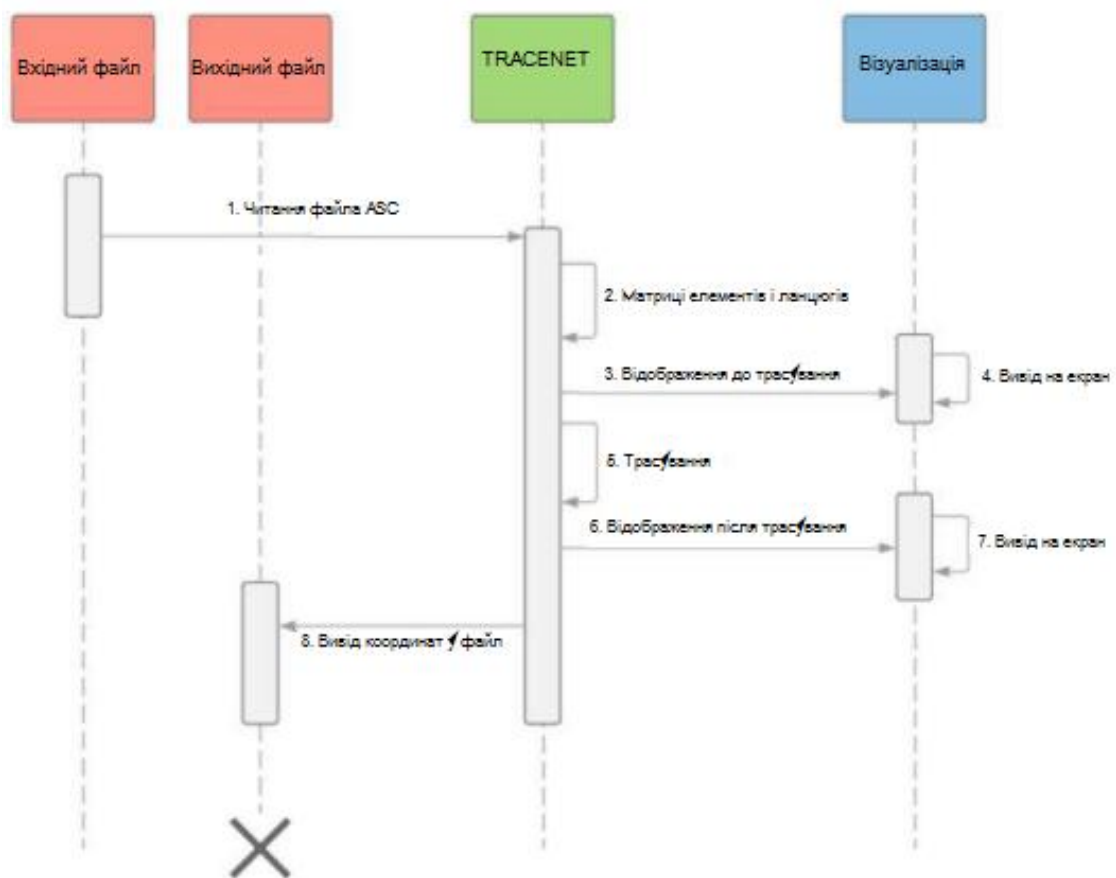 Вхідний файл
Вихідний файл
TRACENET
Візуалізація
1. Читання файла ASC
2. Матриці елементів і ланцюгів
3. Відображення до трасування
4. Вивід на екран
5. Трасування
6. Відображення після трасування
7. Вивід на екран
8. Вивід координат у файл